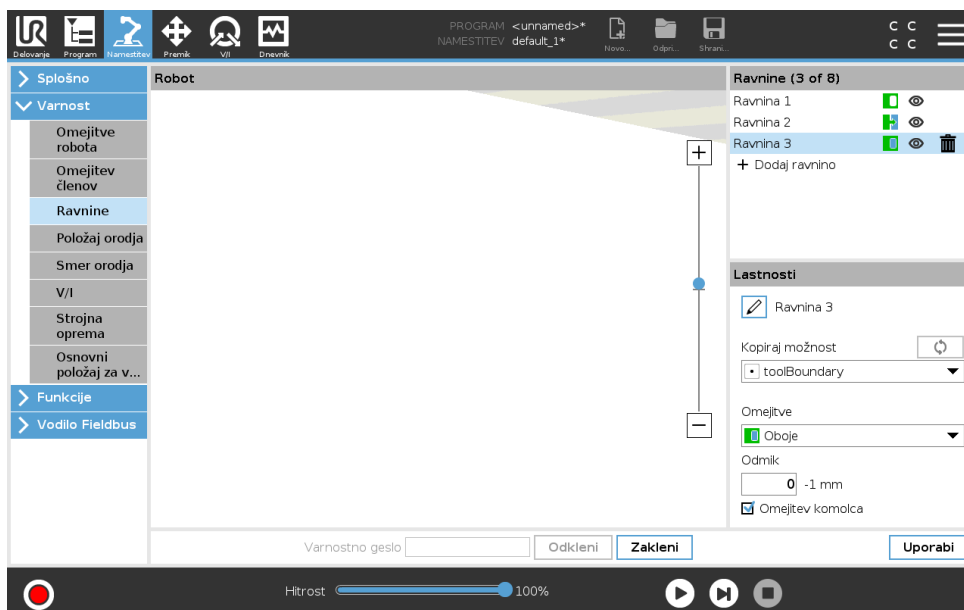 PROGRAM <unnamed>*
NAMESTITEV default_1*
Delovanje Program Namestitev Premik V/I Dnevnik Novo... Odpri... Shrani...
C C
C C
Splošno
Varnost
Omejitve robota
Omejitev členov
Ravnine
Položaj orodja
Smer orodja
V/I
Strojna oprema
Osnovni položaj za v...
Funkcije
Vodilo Fieldbus
Robot
Ravnine (3 of 8)
Ravnina 1
Ravnina 2
Ravnina 3
+ Dodaj ravnino
Lastnosti
Ravnina 3
Kopiraj možnost
toolBoundary
Omejitve
Oboje
Odmik
0 -1 mm
Omejitev komolca
Varnostno geslo Odkleni Zakleni Uporabi
Hitrost 100%